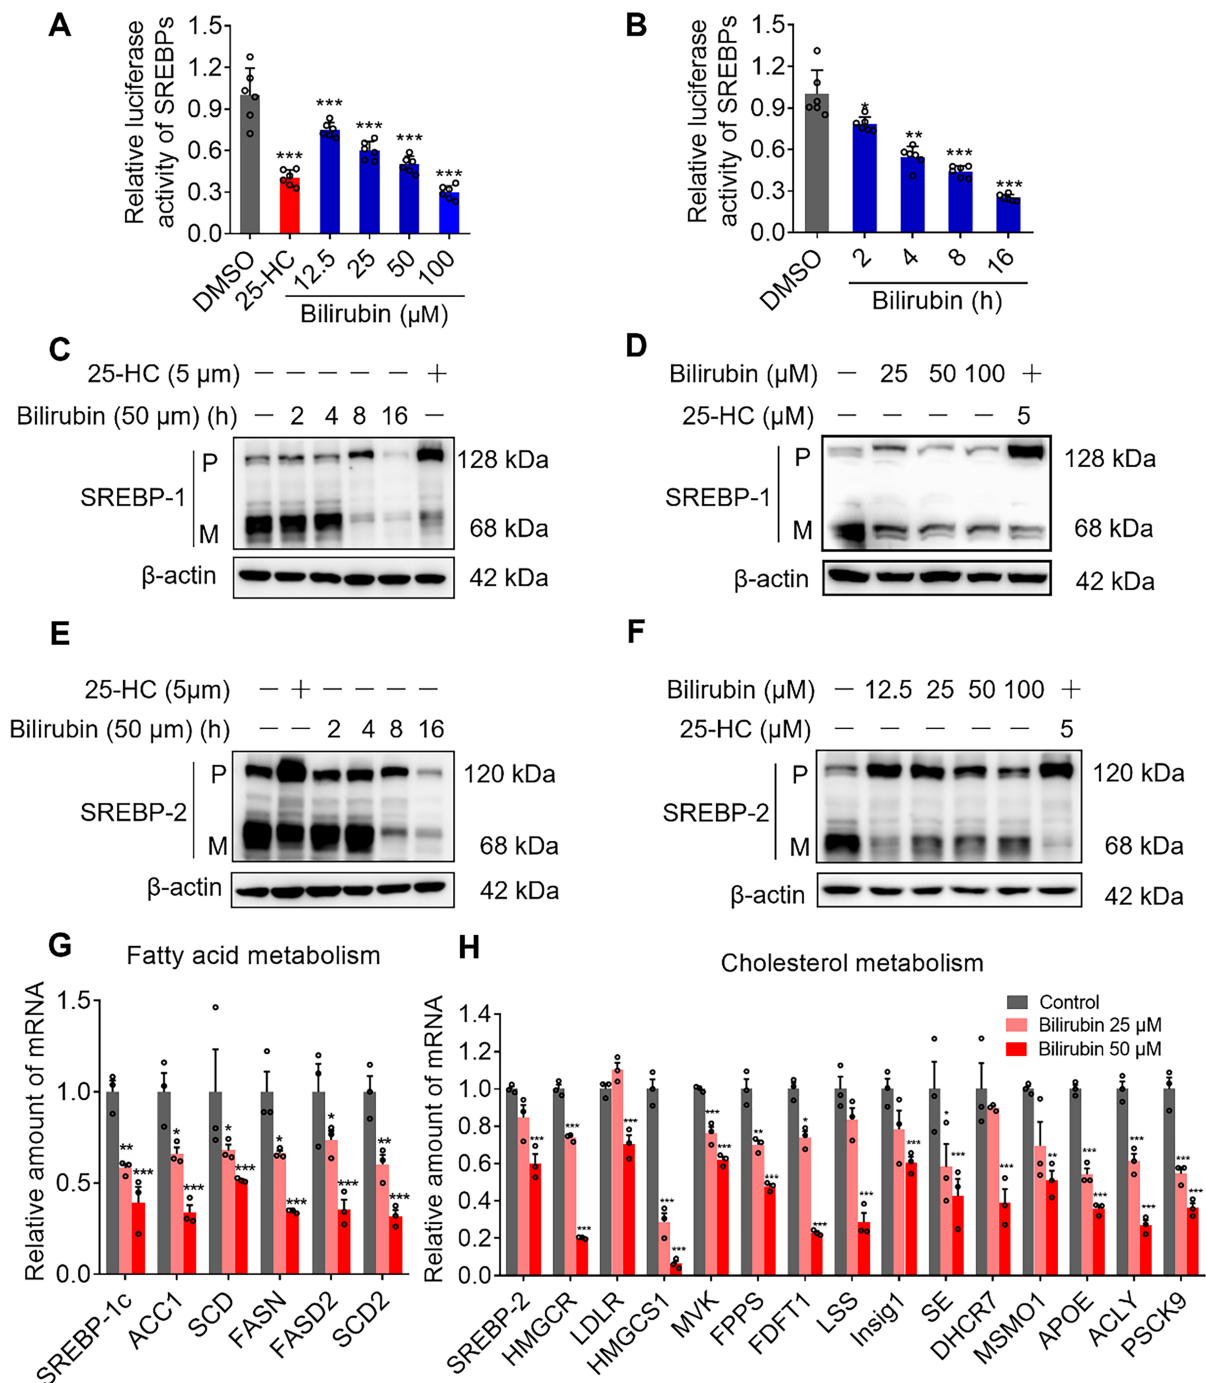 A
Relative luciferase
activity of SREBPs
1.5
1.2
0.9
0.6
0.3
0.0
***
***
***
***
***
DMSO
25-HC
12.5
25
50
100
Bilirubin (µM)
B
Relative luciferase
activity of SREBPs
1.5
1.2
0.9
0.6
0.3
0.0
*
**
***
***
DMSO
2
4
8
16
Bilirubin (h)
C
25-HC (5 µm) — — — — — +
Bilirubin (50 µm) (h) — 2 4 8 16 —
SREBP-1
P
M
128 kDa
68 kDa
β-actin
42 kDa
D
Bilirubin (µM) — 25 50 100 +
25-HC (µM) — — — — 5
SREBP-1
P
M
128 kDa
68 kDa
β-actin
42 kDa
E
25-HC (5µm) — + — — — —
Bilirubin (50 µm) (h) — — 2 4 8 16
SREBP-2
P
M
120 kDa
68 kDa
β-actin
42 kDa
F
Bilirubin (µM) — 12.5 25 50 100 +
25-HC (µM) — — — — — 5
SREBP-2
P
M
120 kDa
68 kDa
β-actin
42 kDa
G
Fatty acid metabolism
Relative amount of mRNA
1.5
1.0
0.5
0.0
** ***
* ***
* ***
* ***
* ***
** ***
SREBP-1c
ACC1
SCD
FASN
FASD2
SCD2
H
Cholesterol metabolism
Control
Bilirubin 25 µM
Bilirubin 50 µM
Relative amount of mRNA
1.4
1.2
1.0
0.8
0.6
0.4
0.2
0.0
***
*** ***
***
*** ***
*** ***
** ***
* ***
***
***
* ***
***
**
*** ***
*** ***
*** ***
SREBP-2
HMGCR
LDLR
HMGCS1
MVK
FPPS
FDFT1
LSS
Insig1
SE
DHCR7
MSMO1
APOE
ACLY
PSCK9